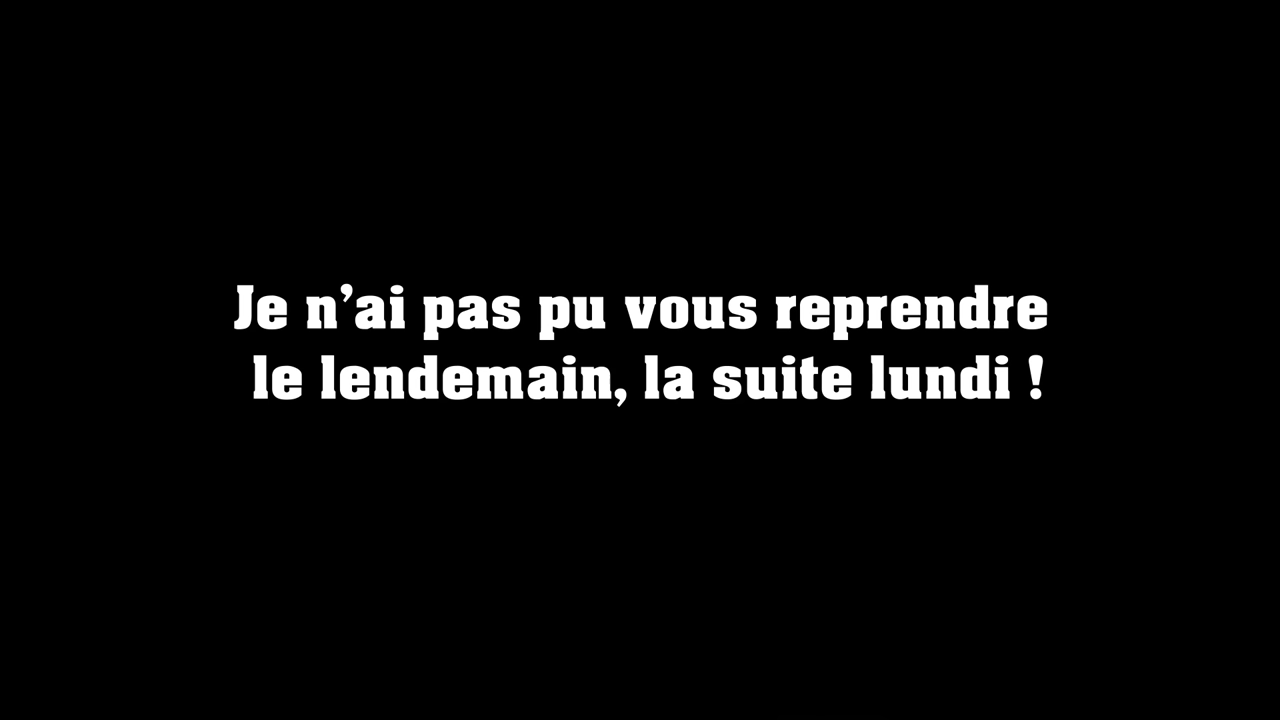 Je n’ai pas pu vous reprendre
le lendemain, la suite lundi !